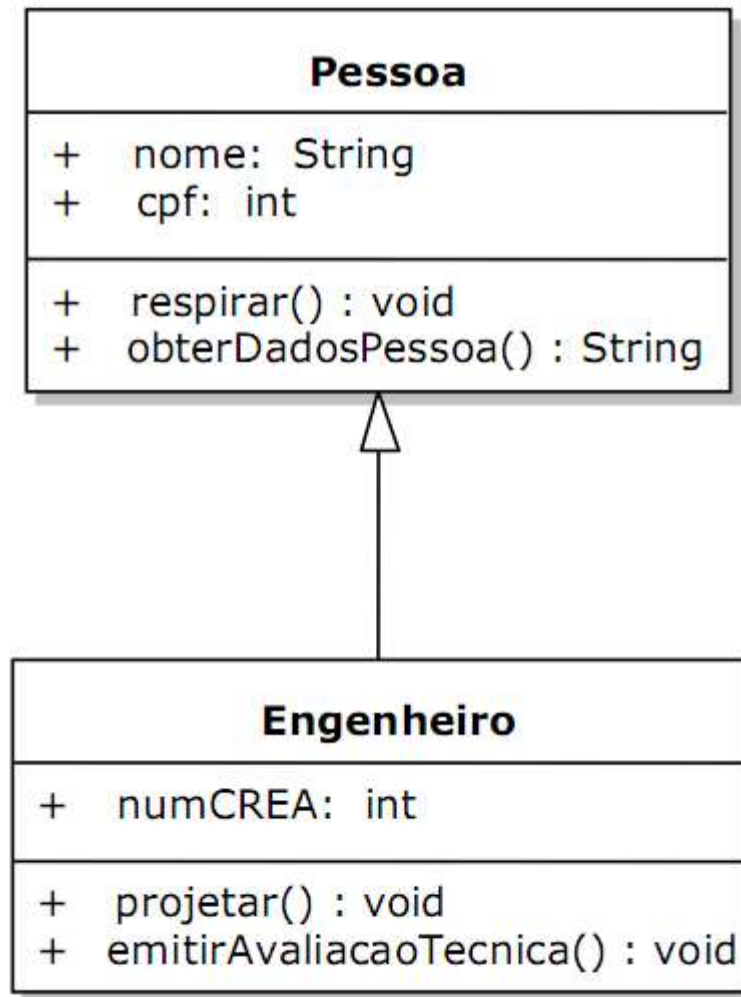 Pessoa
+ nome: String
+ cpf: int
+ respirar() : void
+ obterDadosPessoa() : String
Engenheiro
+ numCREA: int
+ projetar() : void
+ emitirAvaliacaoTecnica() : void